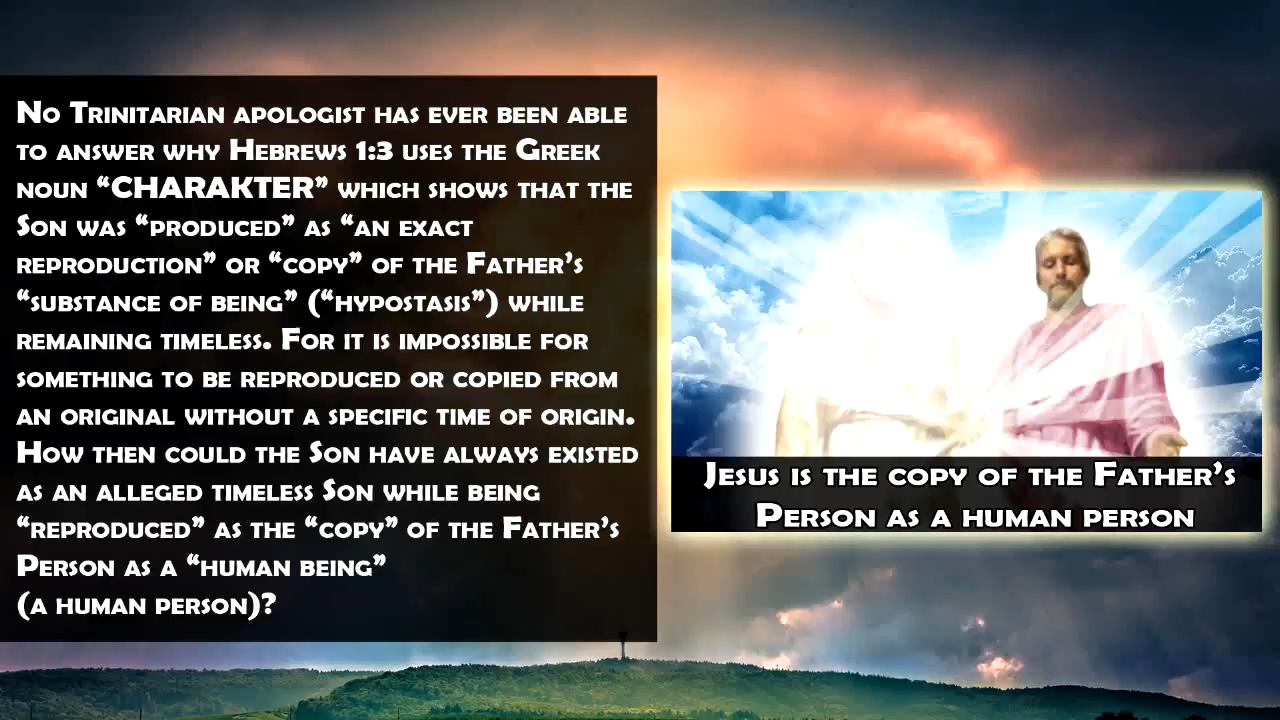 No Trinitarian apologist has ever been able
to answer why Hebrews 1:3 uses the Greek
noun “CHARAKTER” which shows that the
Son was “produced” as “an exact
reproduction” or “copy” of the Father’s
“substance of being” (“hypostasis”) while
remaining timeless. For it is impossible for
something to be reproduced or copied from
an original without a specific time of origin.
How then could the Son have always existed
as an alleged timeless Son while being
“reproduced” as the “copy” of the Father’s
Person as a “human being”
(a human person)?
Jesus is the copy of the Father’s
Person as a human person